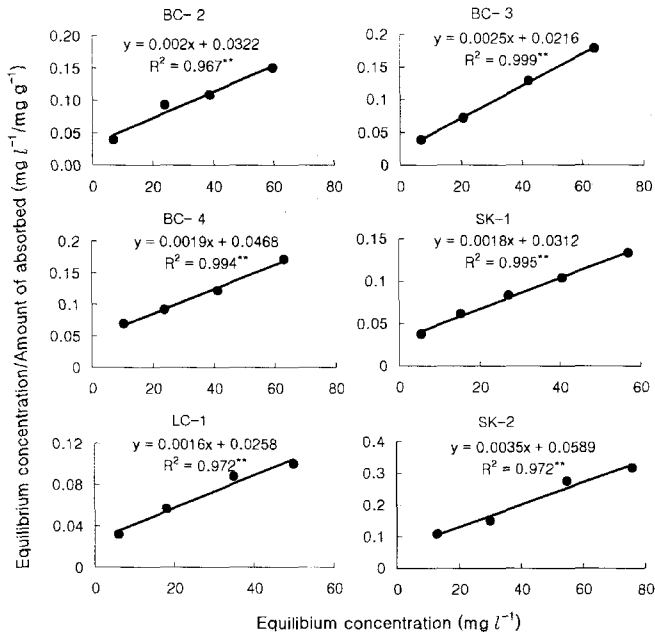 BC-2
y = 0.002x + 0.0322
R² = 0.967**
0.20
0.15
0.10
0.05
0.00
0 20 40 60 80
BC-3
y = 0.0025x + 0.0216
R² = 0.999**
0.2
0.15
0.1
0.05
0
0 20 40 60 80
BC-4
y = 0.0019x + 0.0468
R² = 0.994**
0.2
0.1
0.1
0
0 20 40 60 80
SK-1
y = 0.0018x + 0.0312
R² = 0.995**
0.15
0.1
0.05
0
0 20 40 60
LC-1
y = 0.0016x + 0.0258
R² = 0.972**
0.12
0.08
0.04
0 20 40 60
SK-2
y = 0.0035x + 0.0589
R² = 0.972**
0.4
0.3
0.2
0.1
0
0 20 40 60 80
Equilibrium concentration/Amount of absorbed (mg l⁻¹/mg g⁻¹)
Equilibium concentration (mg l⁻¹)